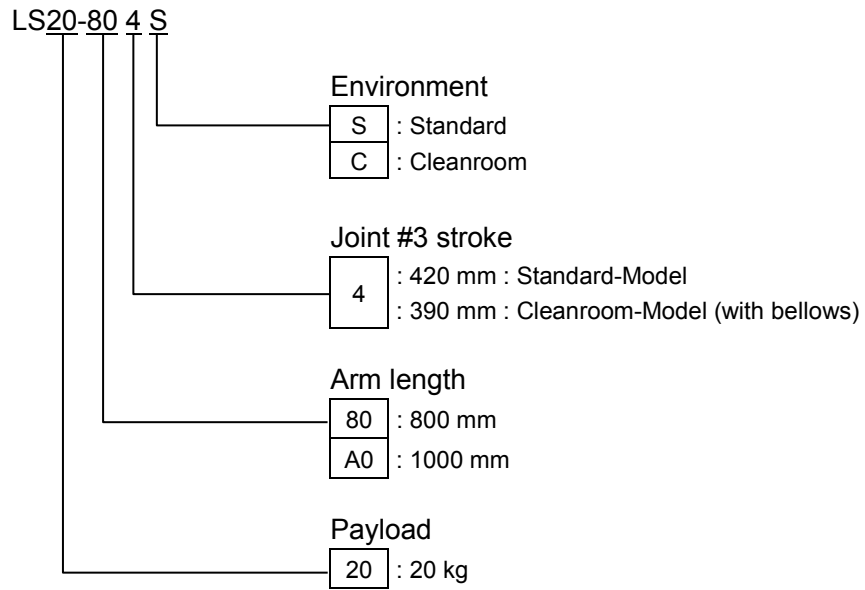 LS20-80 4 S
Environment
S : Standard
C : Cleanroom
Joint #3 stroke
4 : 420 mm : Standard-Model
: 390 mm : Cleanroom-Model (with bellows)
Arm length
80 : 800 mm
A0 : 1000 mm
Payload
20 : 20 kg